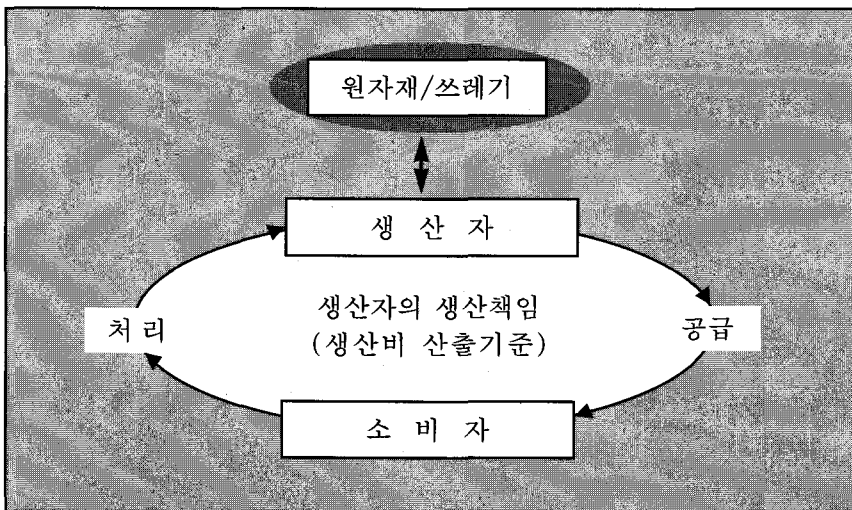 원자재/쓰레기
생 산 자
생산자의 생산책임
(생산비 산출기준)
처 리
공급
소 비 자